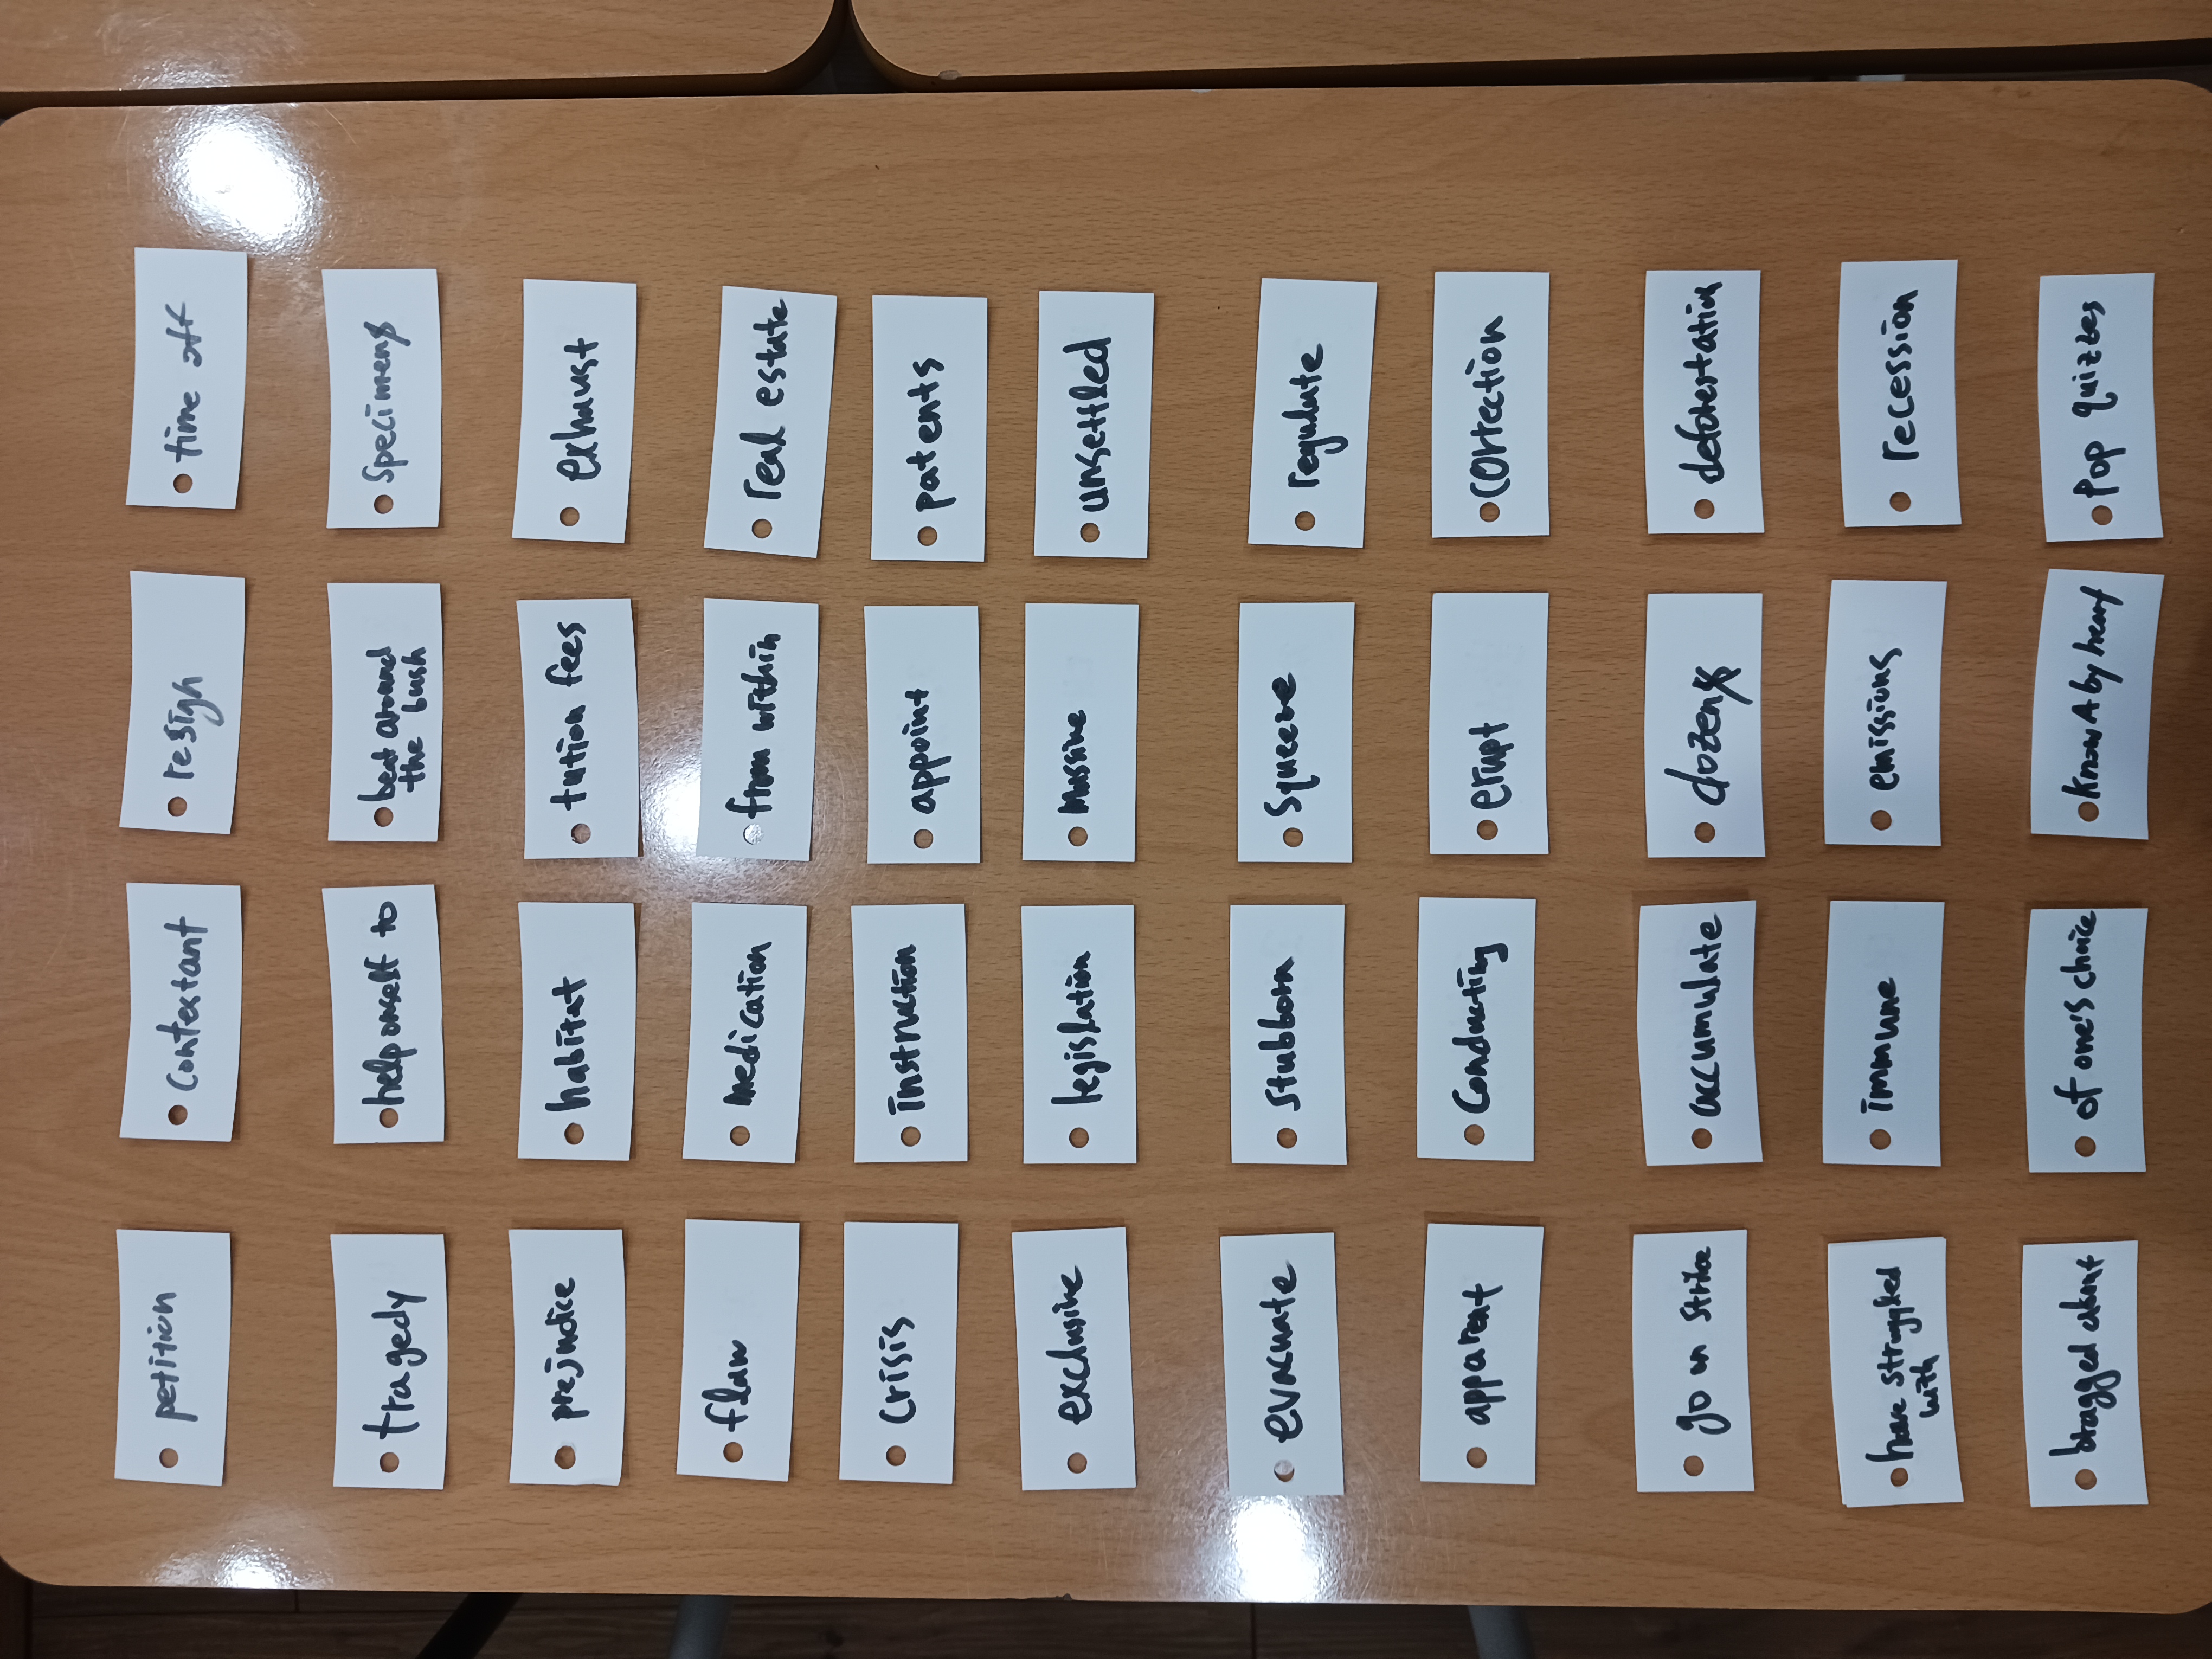 petition
contestant
resign
time off
tragedy
help onself to
beat around
the bush
specimen
prejudice
habitat
tution fees
exhaust
flaw
medication
from within
real estate
crisis
instruction
appoint
patents
exclusive
legislation
massive
unsettled
evacuate
stubborn
squeeze
regulate
apparent
Conducting
erupt
correction
go on strike
accumulate
dozen
deforestation
have struggled
with
immune
emissions
recession
bragged about
of one's choice
know A by heart
Pop quizzes